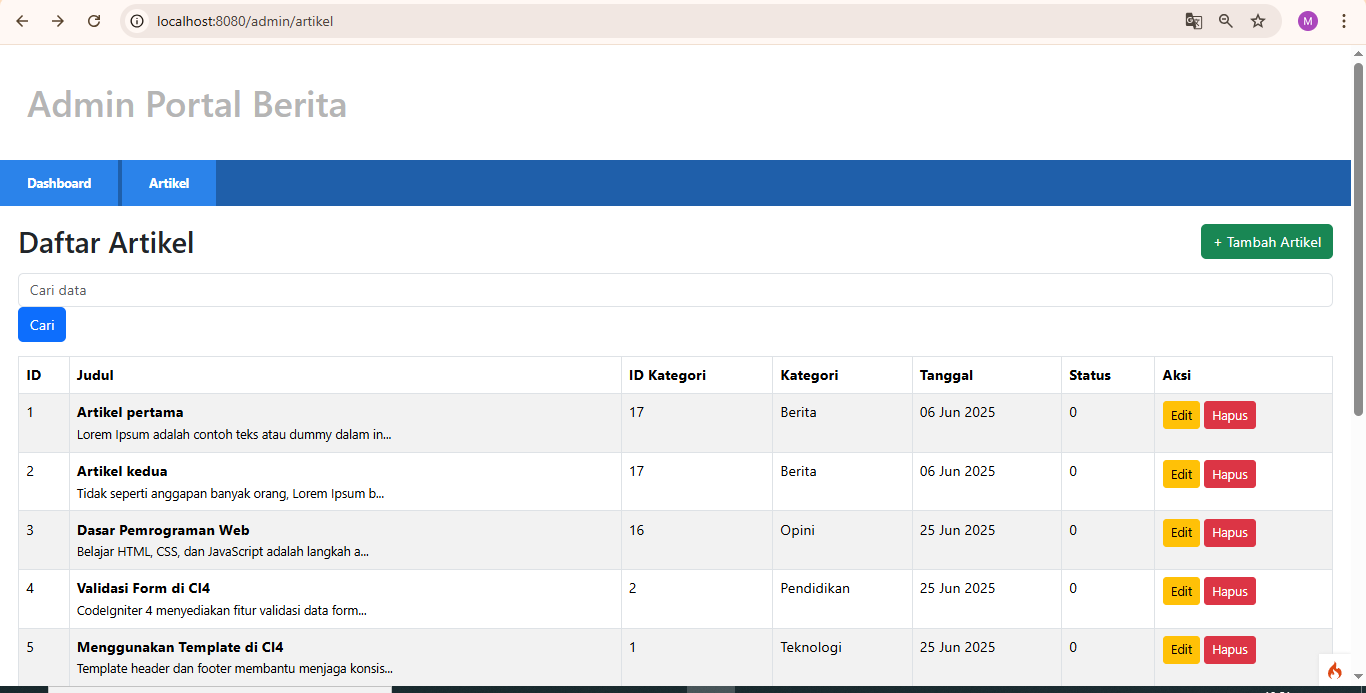 localhost:8080/admin/artikel
M
Admin Portal Berita
Dashboard Artikel
Daftar Artikel + Tambah Artikel
Cari data
Cari
ID Judul ID Kategori Kategori Tanggal Status Aksi
1 Artikel pertama 17 Berita 06 Jun 2025 0 Edit Hapus
Lorem Ipsum adalah contoh teks atau dummy dalam in...
2 Artikel kedua 17 Berita 06 Jun 2025 0 Edit Hapus
Tidak seperti anggapan banyak orang, Lorem Ipsum b...
3 Dasar Pemrograman Web 16 Opini 25 Jun 2025 0 Edit Hapus
Belajar HTML, CSS, dan JavaScript adalah langkah a...
4 Validasi Form di CI4 2 Pendidikan 25 Jun 2025 0 Edit Hapus
CodeIgniter 4 menyediakan fitur validasi data form...
5 Menggunakan Template di CI4 1 Teknologi 25 Jun 2025 0 Edit Hapus
Template header dan footer membantu menjaga konsis...